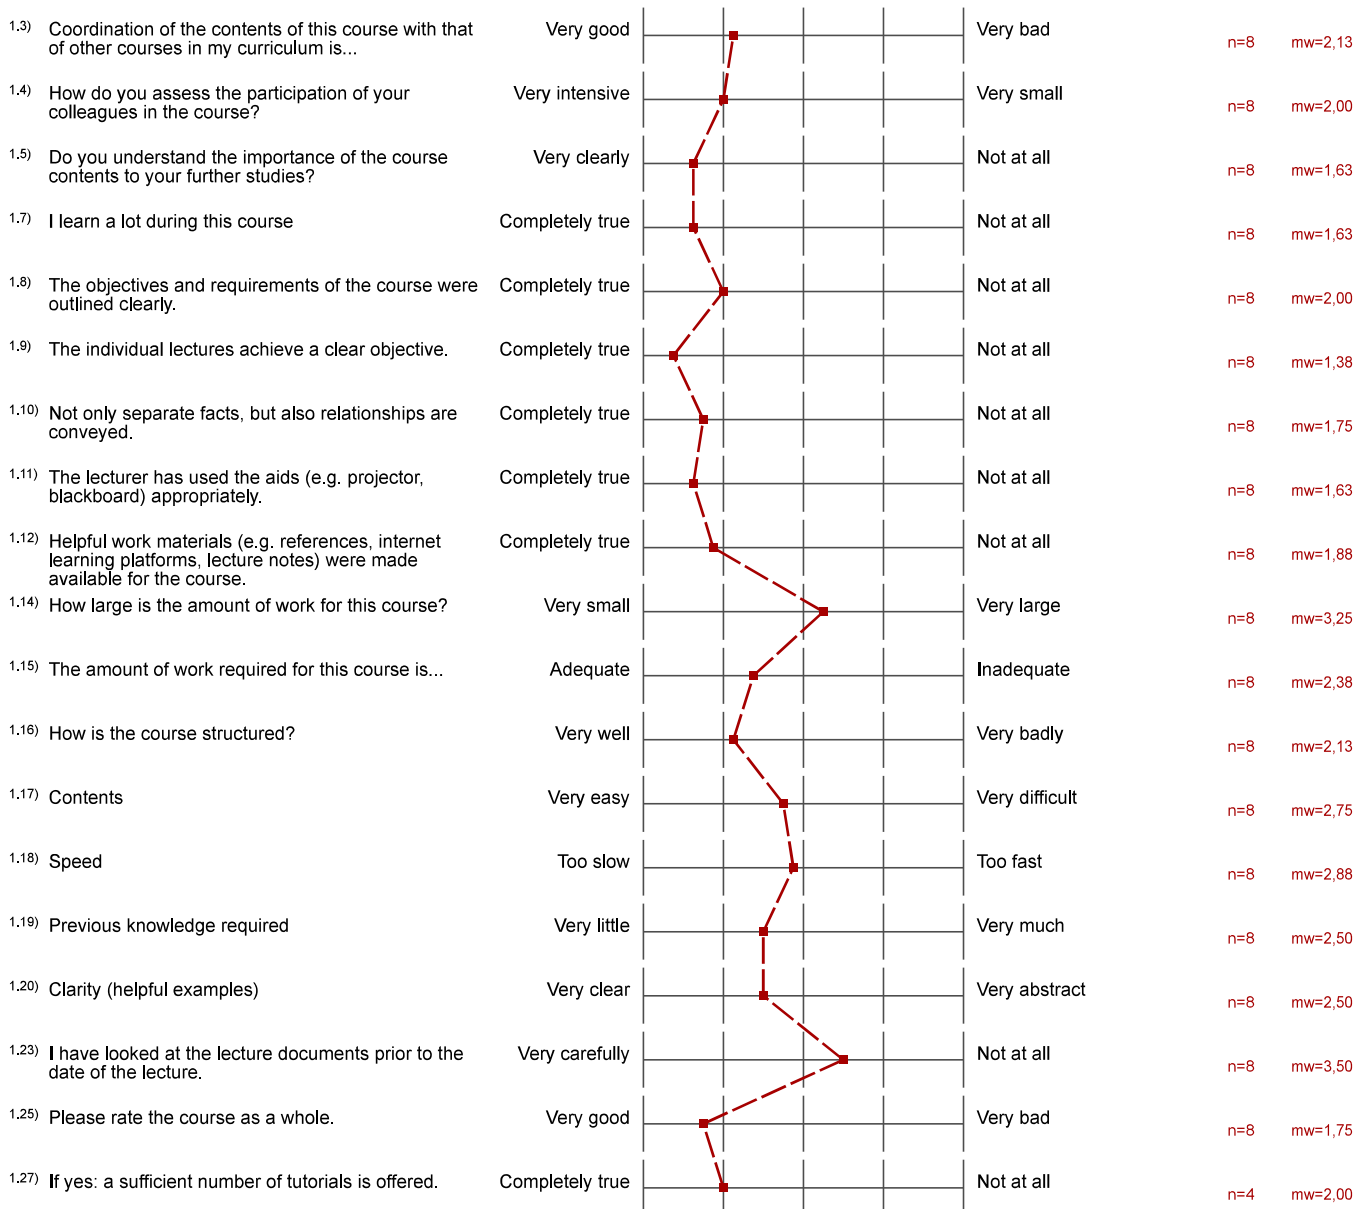 1.3) Coordination of the contents of this course with that Very good Very bad n=8 mw=2,13
of other courses in my curriculum is...
1.4) How do you assess the participation of your Very intensive Very small n=8 mw=2,00
colleagues in the course?
1.5) Do you understand the importance of the course Very clearly Not at all n=8 mw=1,63
contents to your further studies?
1.7) I learn a lot during this course Completely true Not at all n=8 mw=1,63
1.8) The objectives and requirements of the course were Completely true Not at all n=8 mw=2,00
outlined clearly.
1.9) The individual lectures achieve a clear objective. Completely true Not at all n=8 mw=1,38
1.10) Not only separate facts, but also relationships are Completely true Not at all n=8 mw=1,75
conveyed.
1.11) The lecturer has used the aids (e.g. projector, Completely true Not at all n=8 mw=1,63
blackboard) appropriately.
1.12) Helpful work materials (e.g. references, internet Completely true Not at all n=8 mw=1,88
learning platforms, lecture notes) were made
available for the course.
1.14) How large is the amount of work for this course? Very small Very large n=8 mw=3,25
1.15) The amount of work required for this course is... Adequate Inadequate n=8 mw=2,38
1.16) How is the course structured? Very well Very badly n=8 mw=2,13
1.17) Contents Very easy Very difficult n=8 mw=2,75
1.18) Speed Too slow Too fast n=8 mw=2,88
1.19) Previous knowledge required Very little Very much n=8 mw=2,50
1.20) Clarity (helpful examples) Very clear Very abstract n=8 mw=2,50
1.23) I have looked at the lecture documents prior to the Very carefully Not at all n=8 mw=3,50
date of the lecture.
1.25) Please rate the course as a whole. Very good Very bad n=8 mw=1,75
1.27) If yes: a sufficient number of tutorials is offered. Completely true Not at all n=4 mw=2,00